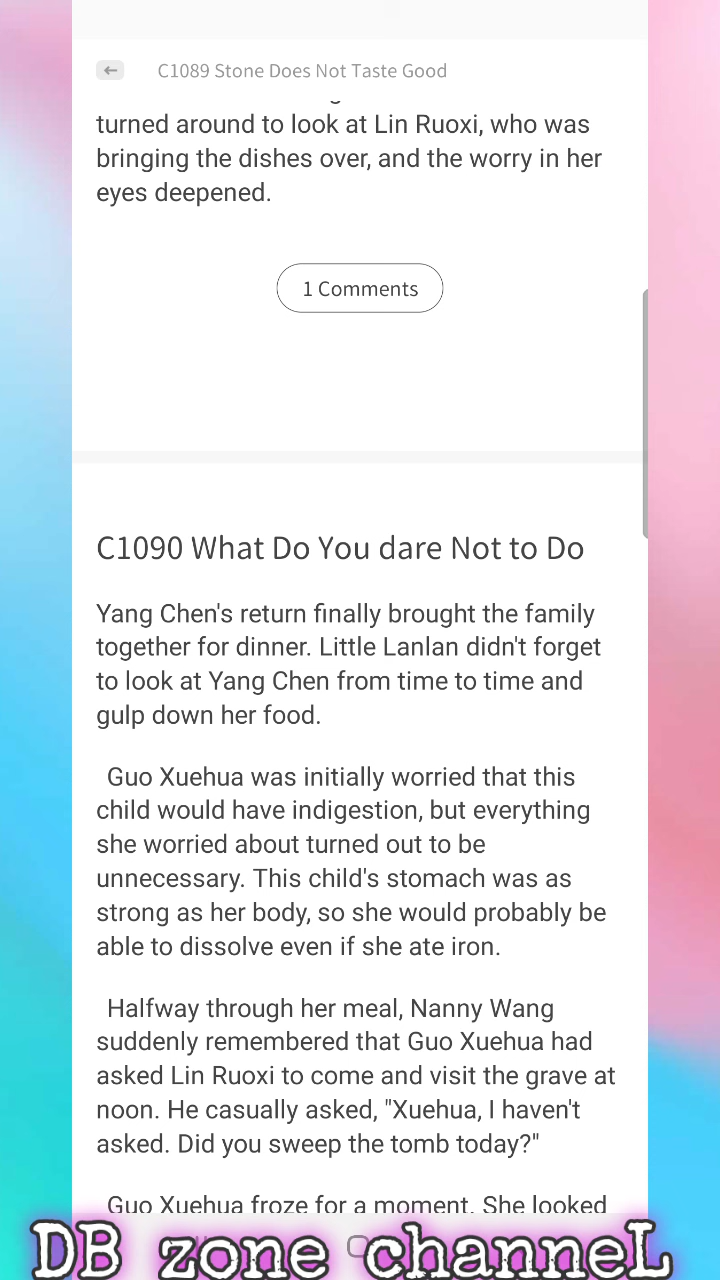 C1089 Stone Does Not Taste Good
turned around to look at Lin Ruoxi, who was
bringing the dishes over, and the worry in her
eyes deepened.
1 Comments
C1090 What Do You dare Not to Do
Yang Chen's return finally brought the family
together for dinner. Little Lanlan didn't forget
to look at Yang Chen from time to time and
gulp down her food.
Guo Xuehua was initially worried that this
child would have indigestion, but everything
she worried about turned out to be
unnecessary. This child's stomach was as
strong as her body, so she would probably be
able to dissolve even if she ate iron.
Halfway through her meal, Nanny Wang
suddenly remembered that Guo Xuehua had
asked Lin Ruoxi to come and visit the grave at
noon. He casually asked, "Xuehua, I haven't
asked. Did you sweep the tomb today?"
Guo Xuehua froze for a moment. She looked
DB zone channeL